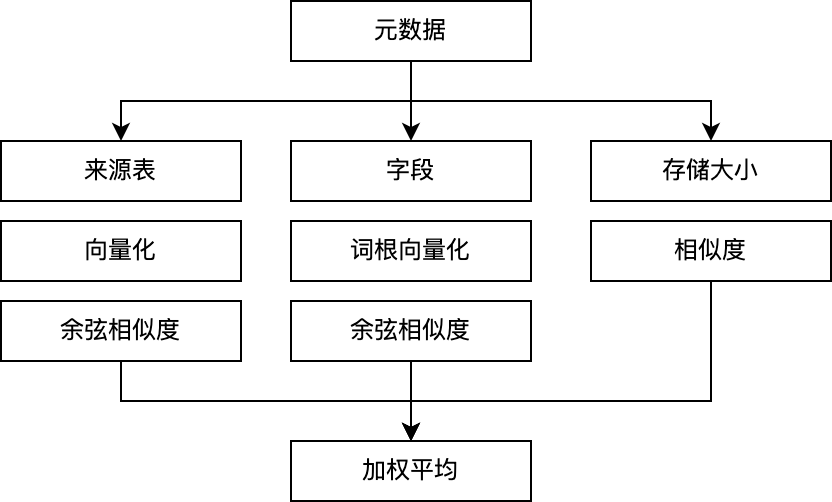 元数据
来源表
字段
存储大小
向量化
词根向量化
相似度
余弦相似度
余弦相似度
加权平均